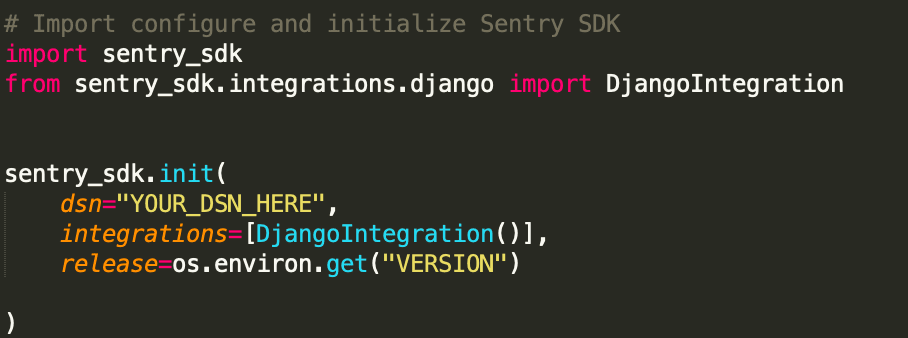 # Import configure and initialize Sentry SDK
import sentry_sdk
from sentry_sdk.integrations.django import DjangoIntegration
sentry_sdk.init(
    dsn="YOUR_DSN_HERE",
    integrations=[DjangoIntegration()],
    release=os.environ.get("VERSION")
)